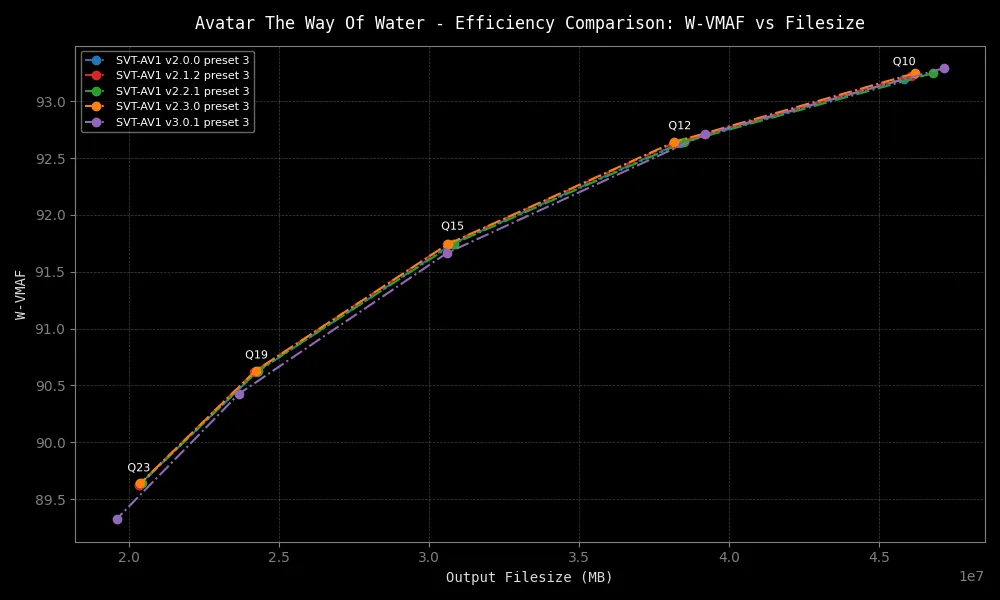 Avatar The Way Of Water - Efficiency Comparison: W-VMAF vs Filesize
SVT-AV1 v2.0.0 preset 3
SVT-AV1 v2.1.2 preset 3
SVT-AV1 v2.2.1 preset 3
SVT-AV1 v2.3.0 preset 3
SVT-AV1 v3.0.1 preset 3
Q10
Q12
Q15
Q19
Q23
93.0
92.5
92.0
91.5
91.0
90.5
90.0
89.5
W-VMAF
2.0
2.5
3.0
3.5
4.0
4.5
1e7
Output Filesize (MB)